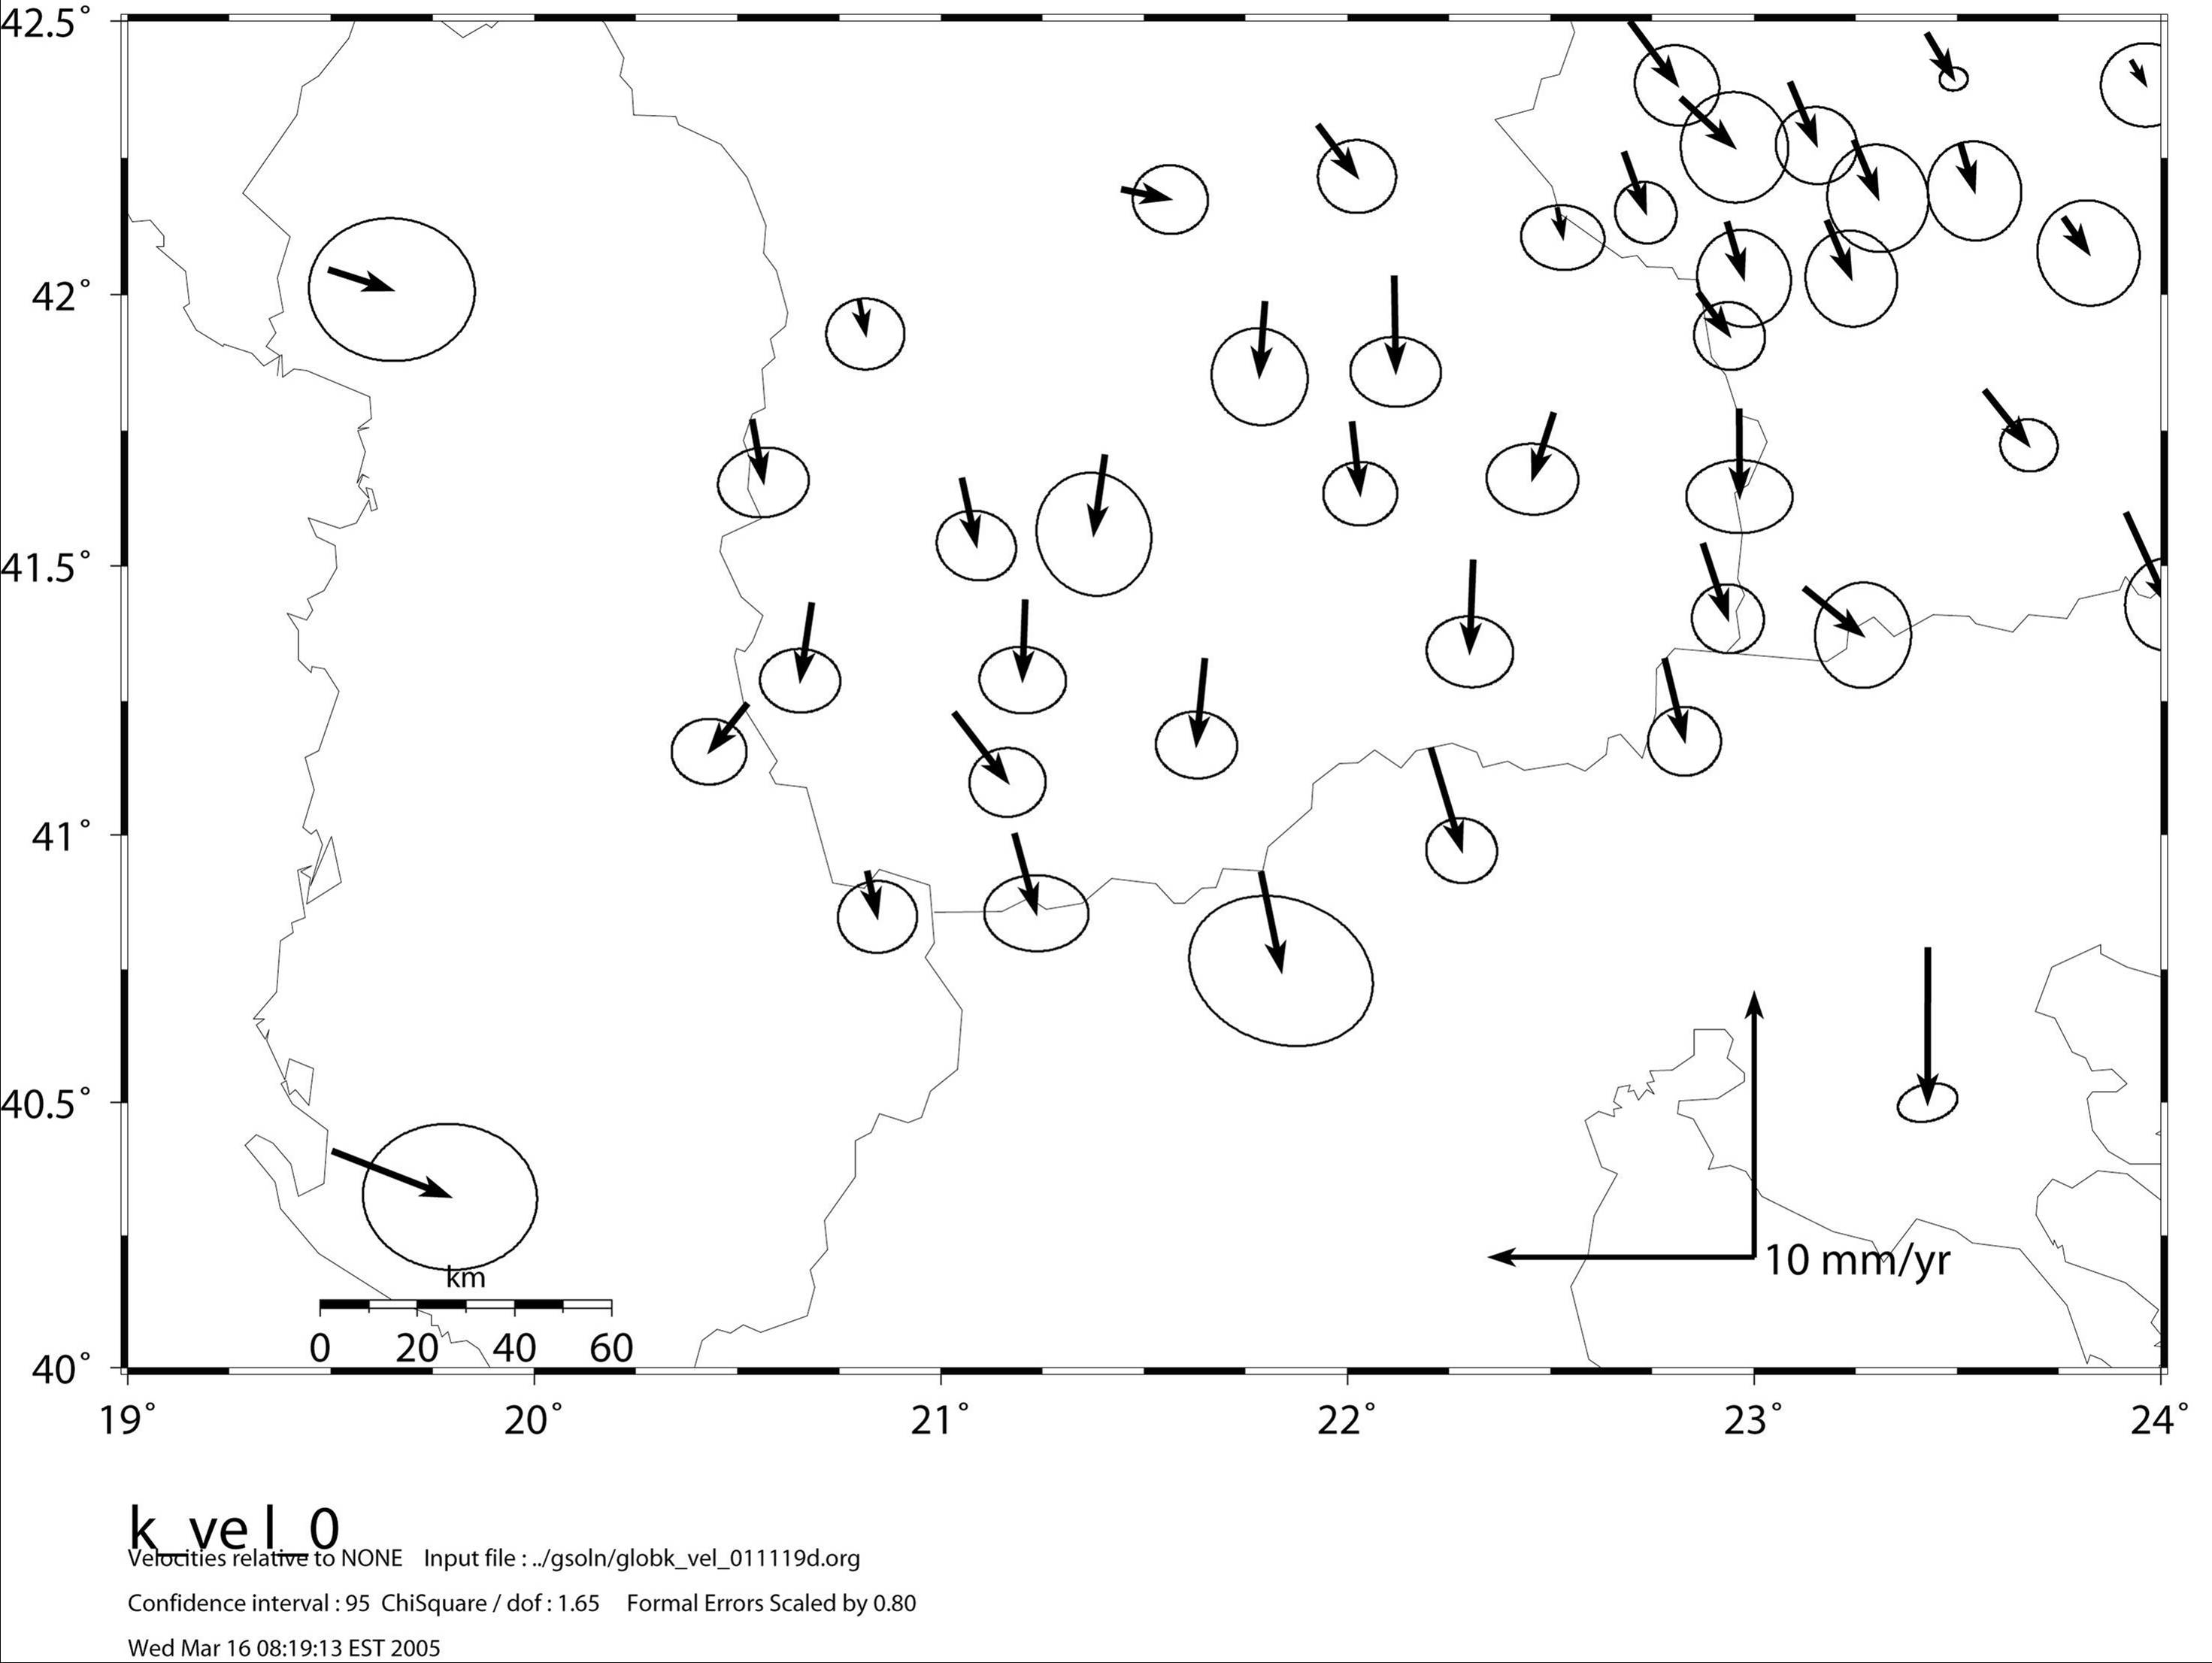 42.5°
42°
41.5°
41°
40.5°
40°
10 mm/yr
km
0 20 40 60
19° 20° 21° 22° 23° 24°
k_vel_0
Velocities relative to NONE Input file : ../gsoln/globk_vel_011119d.org
Confidence interval : 95 ChiSquare / dof : 1.65 Formal Errors Scaled by 0.80
Wed Mar 16 08:19:13 EST 2005